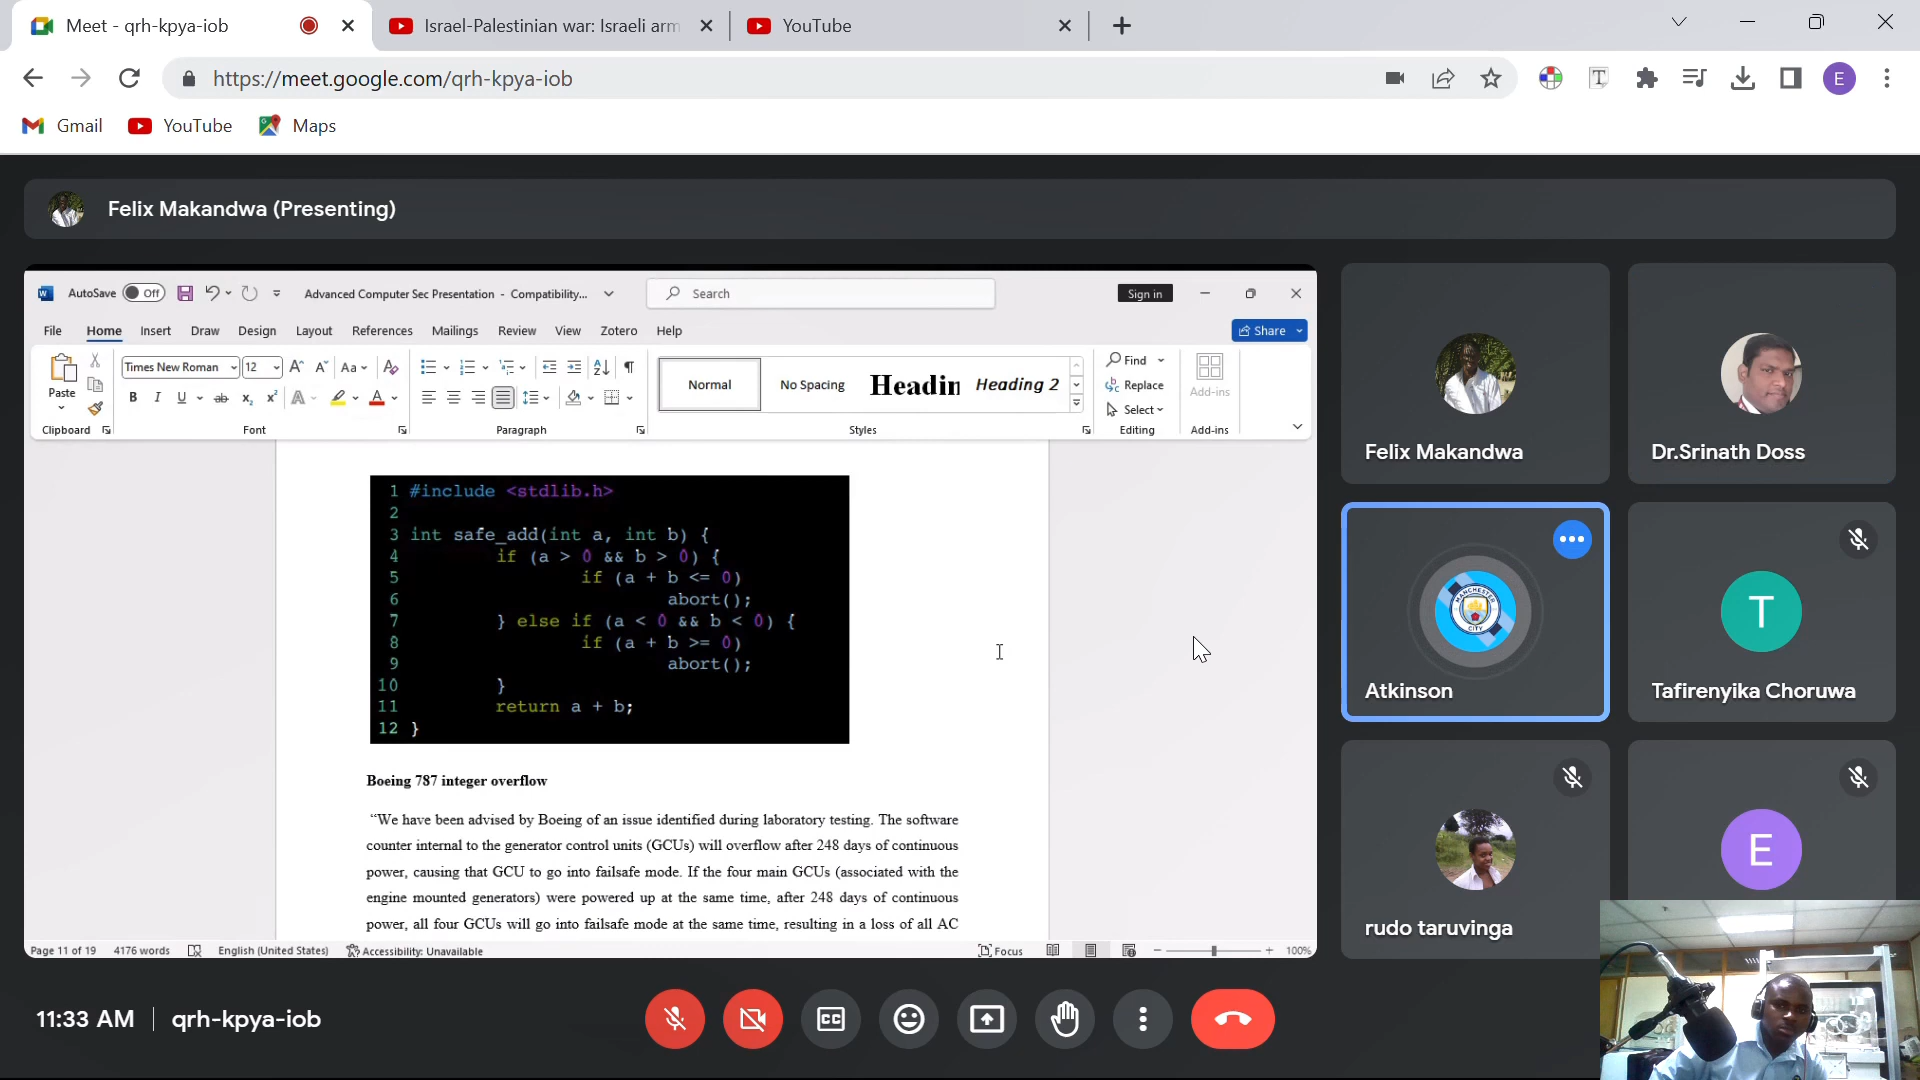 Meet - qrh-kpya-iob
Israel-Palestinian war: Israeli arm
YouTube
https://meet.google.com/qrh-kpya-iob
E
Gmail
YouTube
Maps
Felix Makandwa (Presenting)
AutoSave Off
Advanced Computer Sec Presentation - Compatibility...
Search
Sign in
File Home Insert Draw Design Layout References Mailings Review View Zotero Help
Share
Paste
Times New Roman 12
Aa
B I U ab
Normal
No Spacing
Headin
Heading 2
Find
Replace
Select
Add-ins
Clipboard Font Paragraph Styles Editing Add-ins
1 #include <stdlib.h>
2
3 int safe_add(int a, int b) {
4 if (a > 0 && b > 0) {
5 if (a + b <= 0)
6 abort();
7 } else if (a < 0 && b < 0) {
8 if (a + b >= 0)
9 abort();
10 }
11 return a + b;
12 }
Boeing 787 integer overflow
“We have been advised by Boeing of an issue identified during laboratory testing. The software
counter internal to the generator control units (GCUs) will overflow after 248 days of continuous
power, causing that GCU to go into failsafe mode. If the four main GCUs (associated with the
engine mounted generators) were powered up at the same time, after 248 days of continuous
power, all four GCUs will go into failsafe mode at the same time, resulting in a loss of all AC
Page 11 of 19 4176 words English (United States) Accessibility: Unavailable Focus 100%
Felix Makandwa
Dr.Srinath Doss
MANCHESTER
CITY
Atkinson
T
Tafirenyika Choruwa
rudo taruvinga
E
11:33 AM qrh-kpya-iob
CC